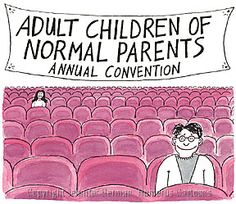 ADULT CHILDREN OF
NORMAL PARENTS
ANNUAL CONVENTION